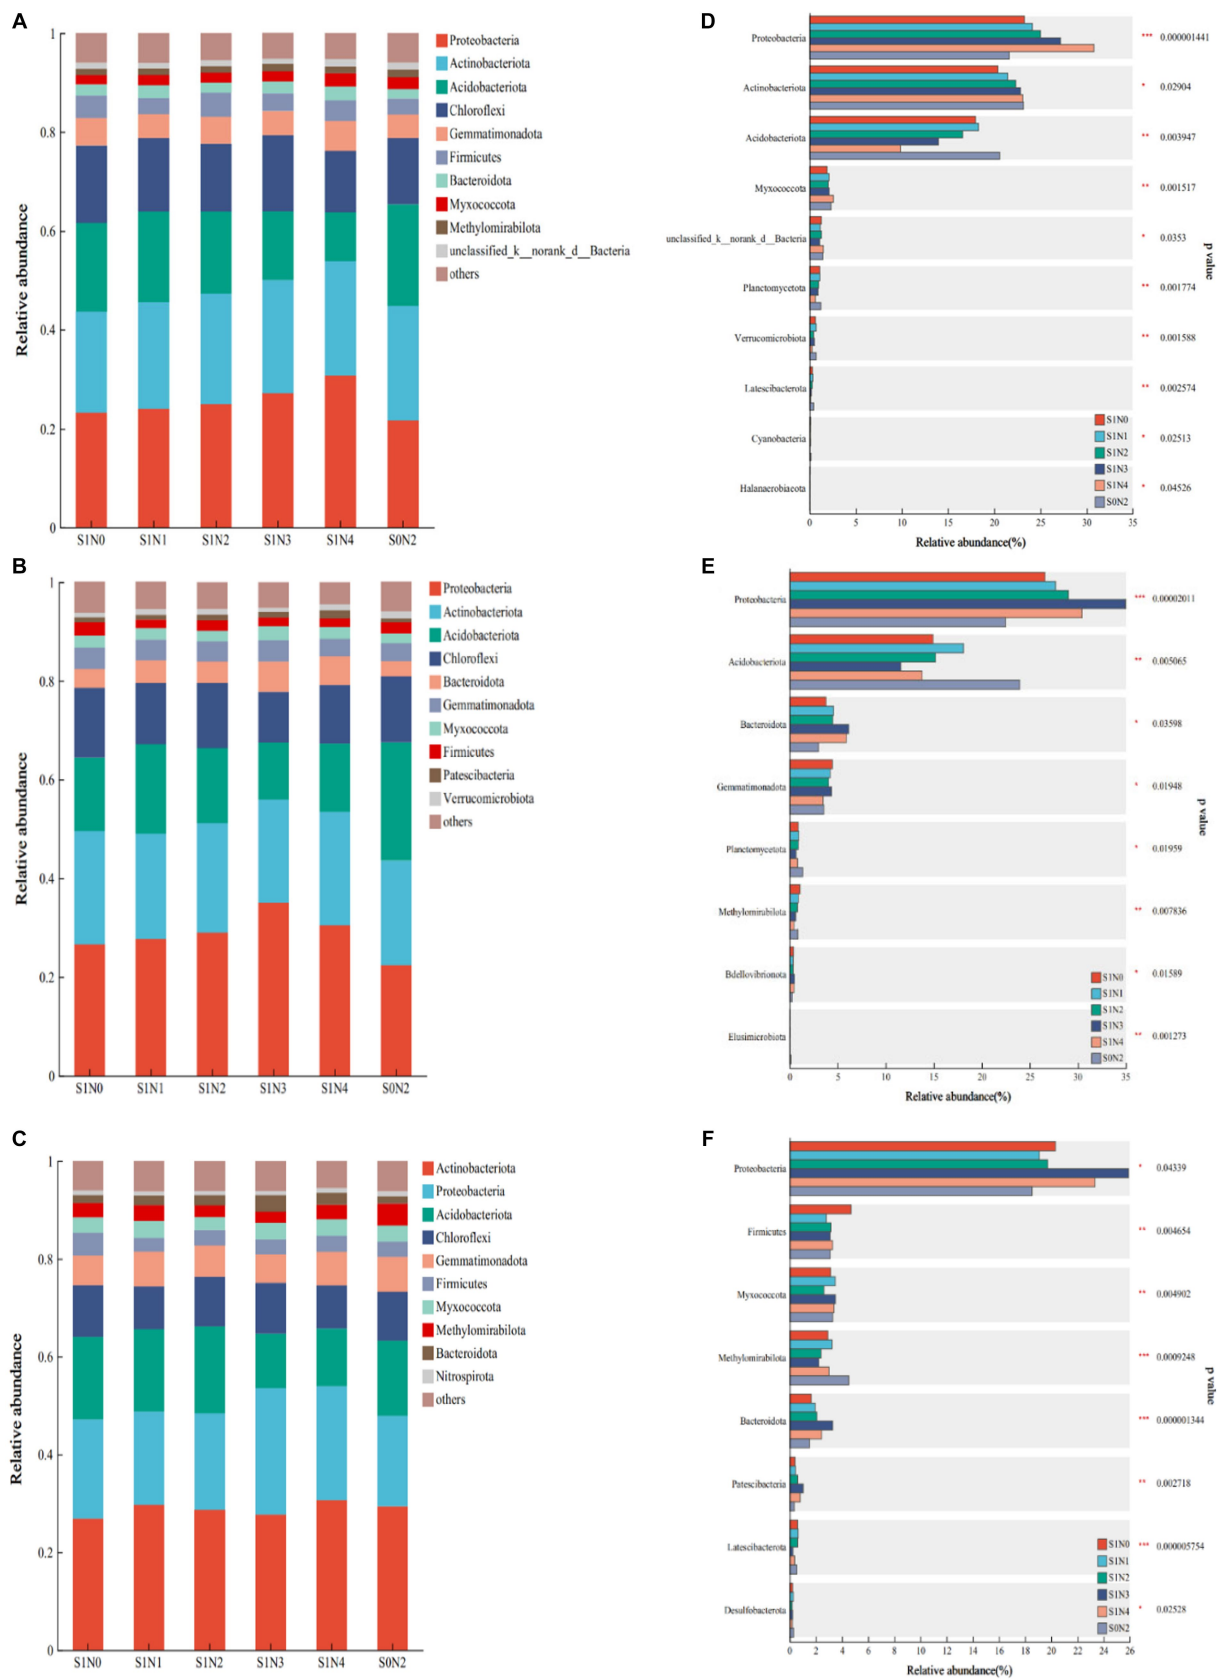 A
1
0.8
0.6
0.4
0.2
0
Relative abundance
S1N0 S1N1 S1N2 S1N3 S1N4 S0N2
Proteobacteria
Actinobacteriota
Acidobacteriota
Chloroflexi
Gemmatimonadota
Firmicutes
Bacteroidota
Myxococcota
Methylomirabilota
unclassified_k__norank_d__Bacteria
others
D
Proteobacteria *** 0.000001441
Actinobacteriota * 0.02904
Acidobacteriota ** 0.003947
Myxococcota ** 0.001517
unclassified_k__norank_d__Bacteria * 0.0353
Planctomycetota ** 0.001774
Verrucomicrobiota ** 0.001588
Latescibacterota ** 0.002574
Cyanobacteria * 0.02513
Halanaerobiaeota * 0.04526
p value
S1N0
S1N1
S1N2
S1N3
S1N4
S0N2
0 5 10 15 20 25 30 35
Relative abundance(%)
B
1
0.8
0.6
0.4
0.2
0
Relative abundance
S1N0 S1N1 S1N2 S1N3 S1N4 S0N2
Proteobacteria
Actinobacteriota
Acidobacteriota
Chloroflexi
Bacteroidota
Gemmatimonadota
Myxococcota
Firmicutes
Patescibacteria
Verrucomicrobiota
others
E
Proteobacteria *** 0.00002011
Acidobacteriota ** 0.005065
Bacteroidota * 0.03598
Gemmatimonadota * 0.01948
Planctomycetota * 0.01959
Methylomirabilota ** 0.007836
Bdellovibrionota * 0.01589
Elusimicrobiota ** 0.001273
p value
S1N0
S1N1
S1N2
S1N3
S1N4
S0N2
0 5 10 15 20 25 30 35
Relative abundance(%)
C
1
0.8
0.6
0.4
0.2
0
Relative abundance
S1N0 S1N1 S1N2 S1N3 S1N4 S0N2
Actinobacteriota
Proteobacteria
Acidobacteriota
Chloroflexi
Gemmatimonadota
Firmicutes
Myxococcota
Methylomirabilota
Bacteroidota
Nitrospirota
others
F
Proteobacteria * 0.04339
Firmicutes ** 0.004654
Myxococcota ** 0.004902
Methylomirabilota *** 0.0009248
Bacteroidota *** 0.000001344
Patescibacteria ** 0.002718
Latescibacterota *** 0.000005754
Desulfobacterota * 0.02528
p value
S1N0
S1N1
S1N2
S1N3
S1N4
S0N2
0 2 4 6 8 10 12 14 16 18 20 22 24 26
Relative abundance(%)